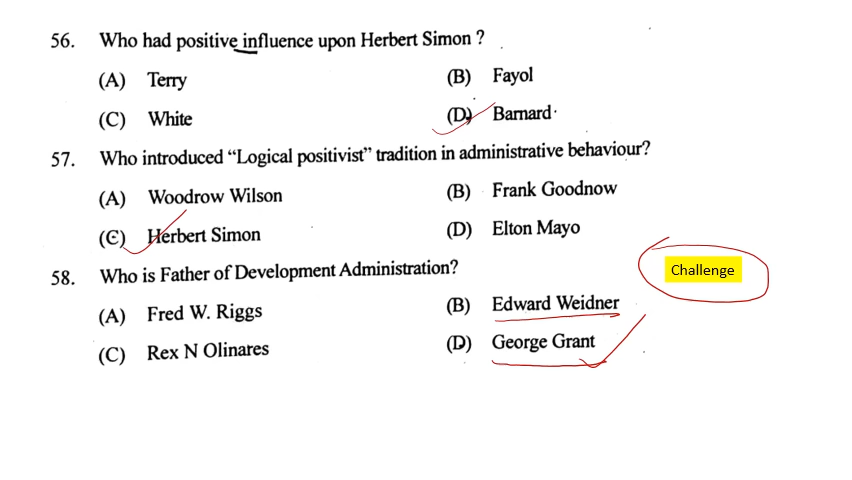 56. Who had positive influence upon Herbert Simon ?
(A) Terry (B) Fayol
(C) White (D) Barnard
57. Who introduced “Logical positivist” tradition in administrative behaviour?
(A) Woodrow Wilson (B) Frank Goodnow
(C) Herbert Simon (D) Elton Mayo
58. Who is Father of Development Administration?
Challenge
(A) Fred W. Riggs (B) Edward Weidner
(C) Rex N Olinares (D) George Grant